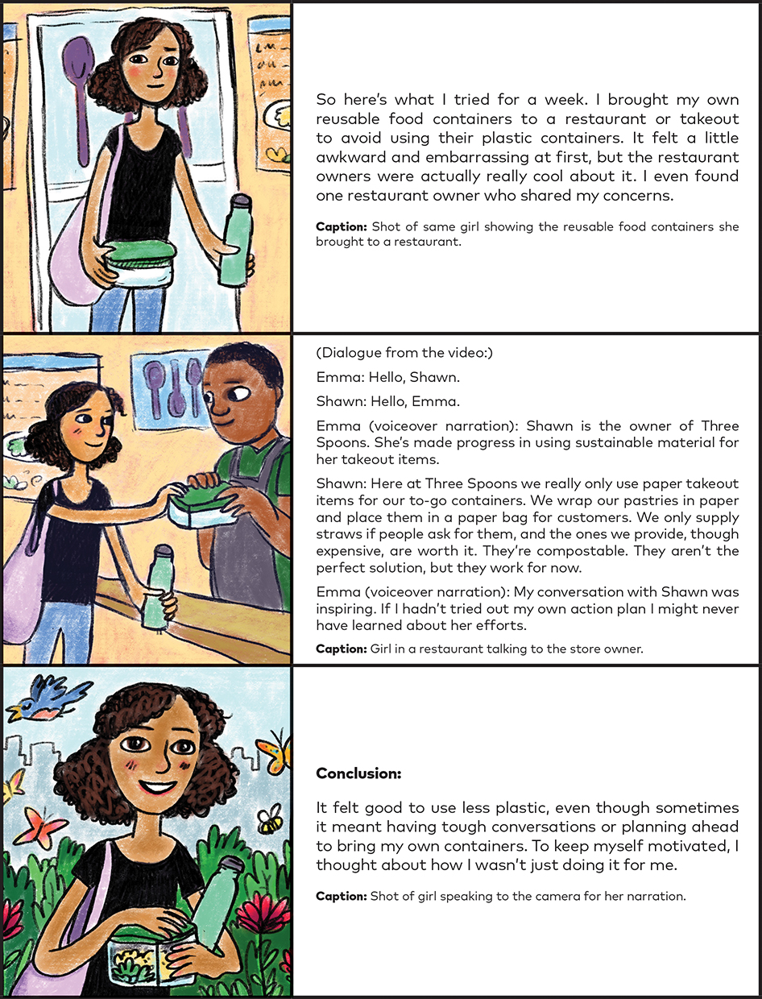 So here’s what I tried for a week. I brought my own
reusable food containers to a restaurant or takeout
to avoid using their plastic containers. It felt a little
awkward and embarrassing at first, but the restaurant
owners were actually really cool about it. I even found
one restaurant owner who shared my concerns.
Caption: Shot of same girl showing the reusable food containers she
brought to a restaurant.
(Dialogue from the video:)
Emma: Hello, Shawn.
Shawn: Hello, Emma.
Emma (voiceover narration): Shawn is the owner of Three
Spoons. She’s made progress in using sustainable material for
her takeout items.
Shawn: Here at Three Spoons we really only use paper takeout
items for our to-go containers. We wrap our pastries in paper
and place them in a paper bag for customers. We only supply
straws if people ask for them, and the ones we provide, though
expensive, are worth it. They’re compostable. They aren’t the
perfect solution, but they work for now.
Emma (voiceover narration): My conversation with Shawn was
inspiring. If I hadn’t tried out my own action plan I might never
have learned about her efforts.
Caption: Girl in a restaurant talking to the store owner.
Conclusion:
It felt good to use less plastic, even though sometimes
it meant having tough conversations or planning ahead
to bring my own containers. To keep myself motivated, I
thought about how I wasn’t just doing it for me.
Caption: Shot of girl speaking to the camera for her narration.